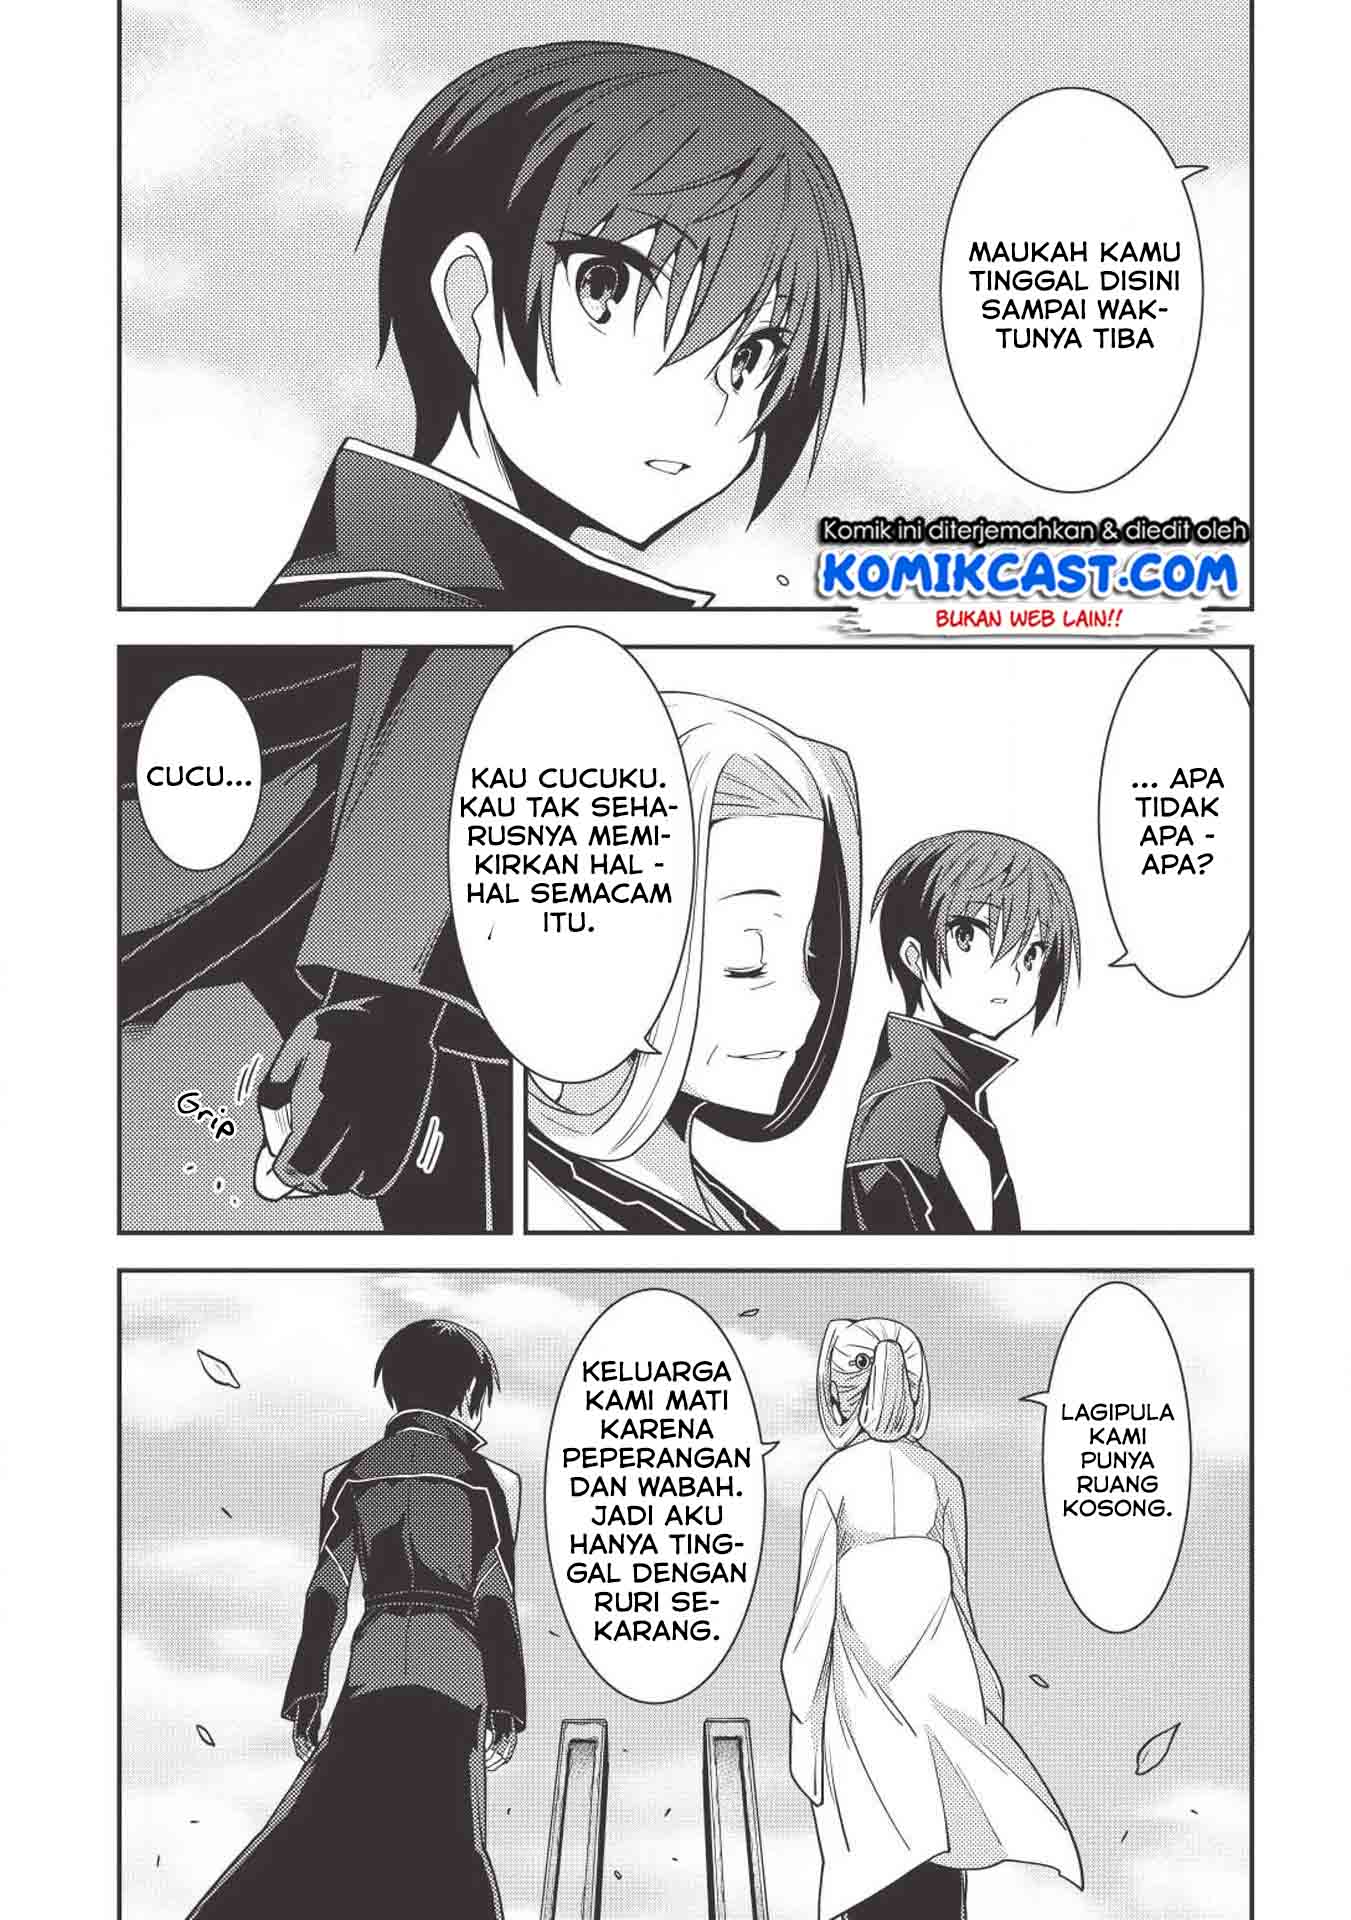 MAUKAH KAMU
TINGGAL DISINI
SAMPAI WAK-
TUNYA TIBA
Komik ini diterjemahkan & diedit oleh
KOMIKCAST.COM
BUKAN WEB LAIN!!
... APA
TIDAK
APA -
APA?
KAU CUCUKU.
KAU TAK SEHA-
RUSNYA MEMI-
KIRKAN HAL -
HAL SEMACAM
ITU.
CUCU...
Grip
LAGIPULA
KAMI
PUNYA
RUANG
KOSONG.
KELUARGA
KAMI MATI
KARENA
PEPERANGAN
DAN WABAH.
JADI AKU
HANYA TING-
GAL DENGAN
RURI SE-
KARANG.